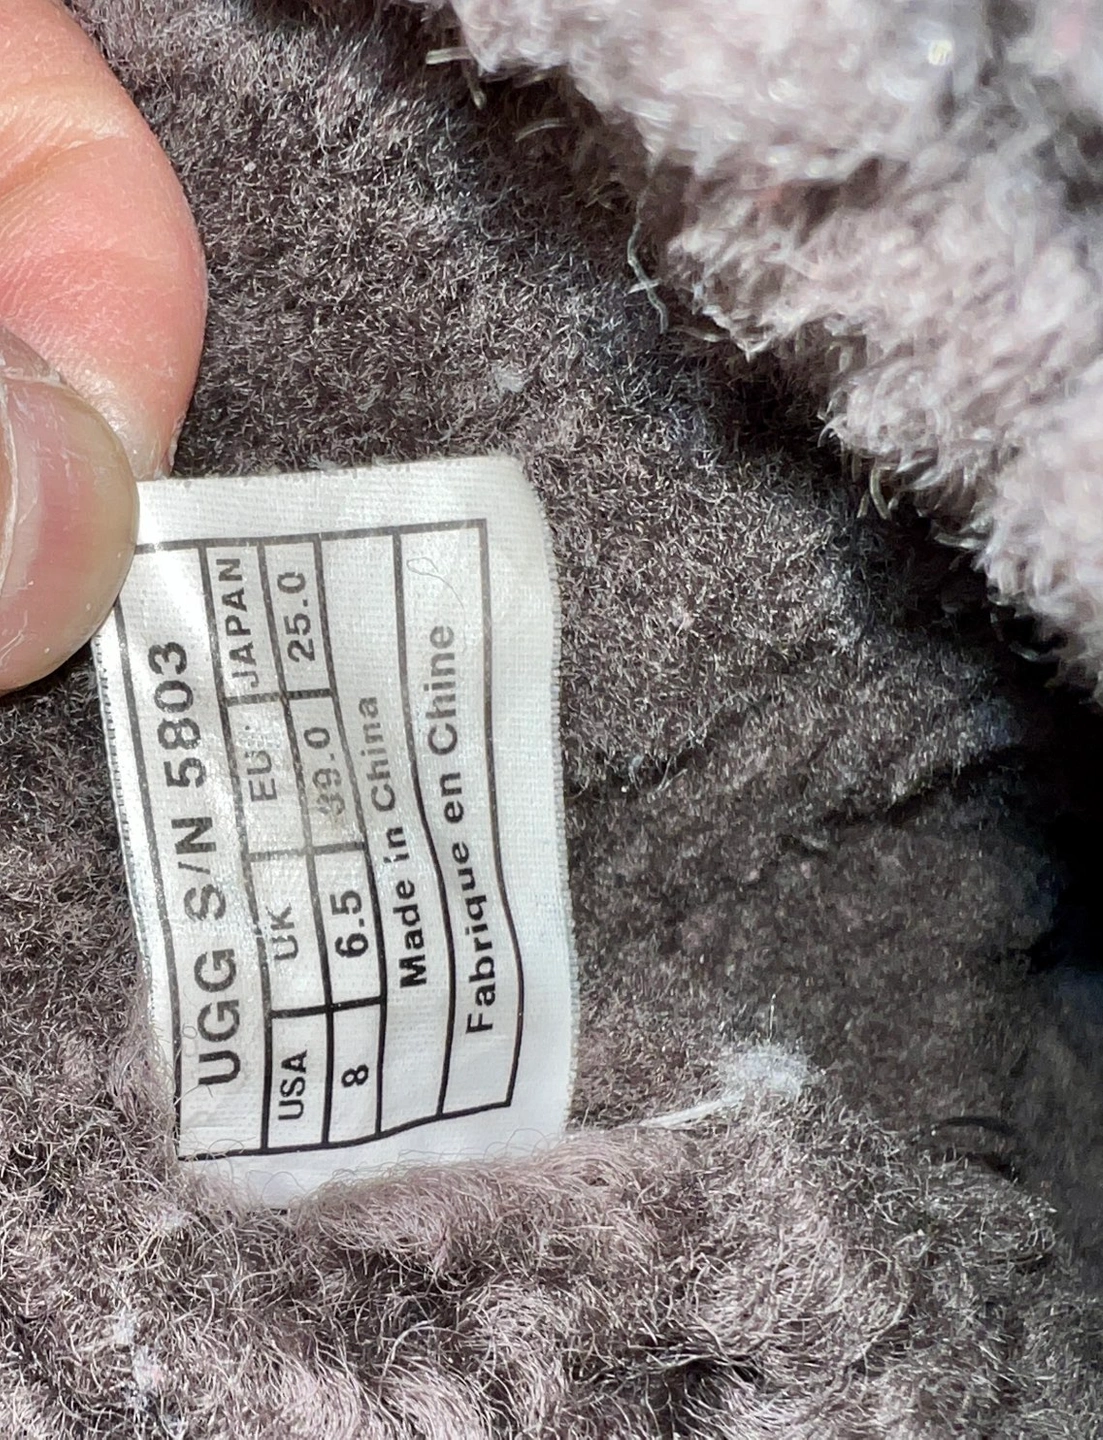 UGG S/N 5803
USA UK EU JAPAN
8 6.5 39.0 25.0
Made in China
Fabrique en Chine